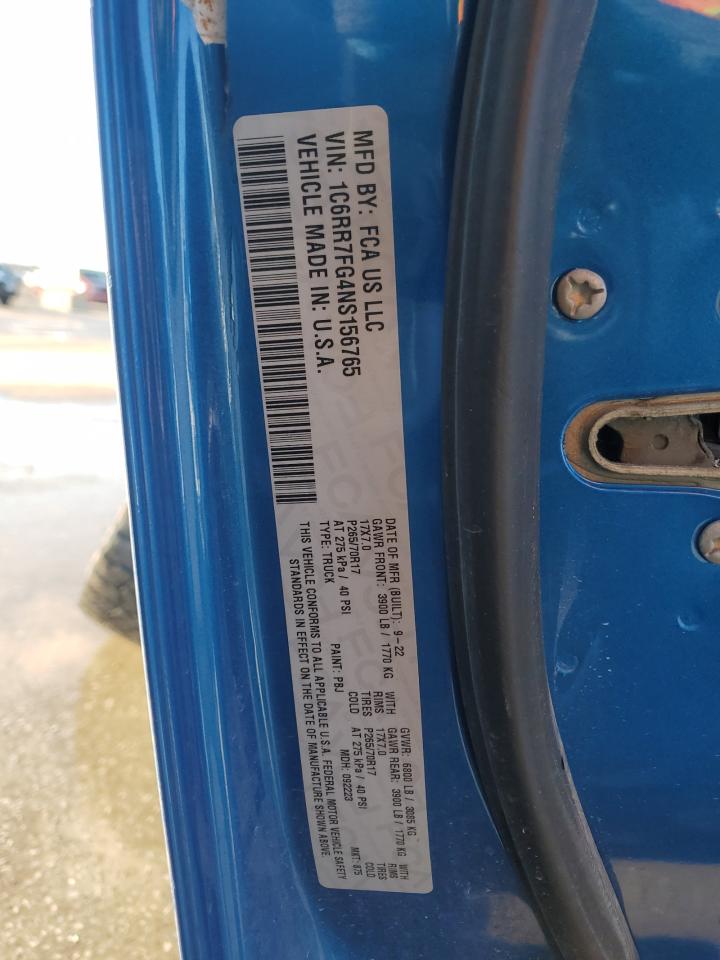 MFD BY: FCA US LLC
VIN: 1C6RR7FG4NS156765
VEHICLE MADE IN: U.S.A.
DATE OF MFR (BUILT): 9-22 GVWR: 6800 LB / 3085 KG
GAWR FRONT: 3900 LB / 1770 KG WITH GAWR REAR: 3900 LB / 1770 KG WITH
17X7.0 RIMS 17X7.0 RIMS
P265/70R17 TIRES P265/70R17 TIRES
AT 275 kPa / 40 PSI COLD AT 275 kPa / 40 PSI COLD
TYPE: TRUCK PAINT: PBJ MDH: 092223 MKT: 875
THIS VEHICLE CONFORMS TO ALL APPLICABLE U.S.A. FEDERAL MOTOR VEHICLE SAFETY
STANDARDS IN EFFECT ON THE DATE OF MANUFACTURE SHOWN ABOVE.